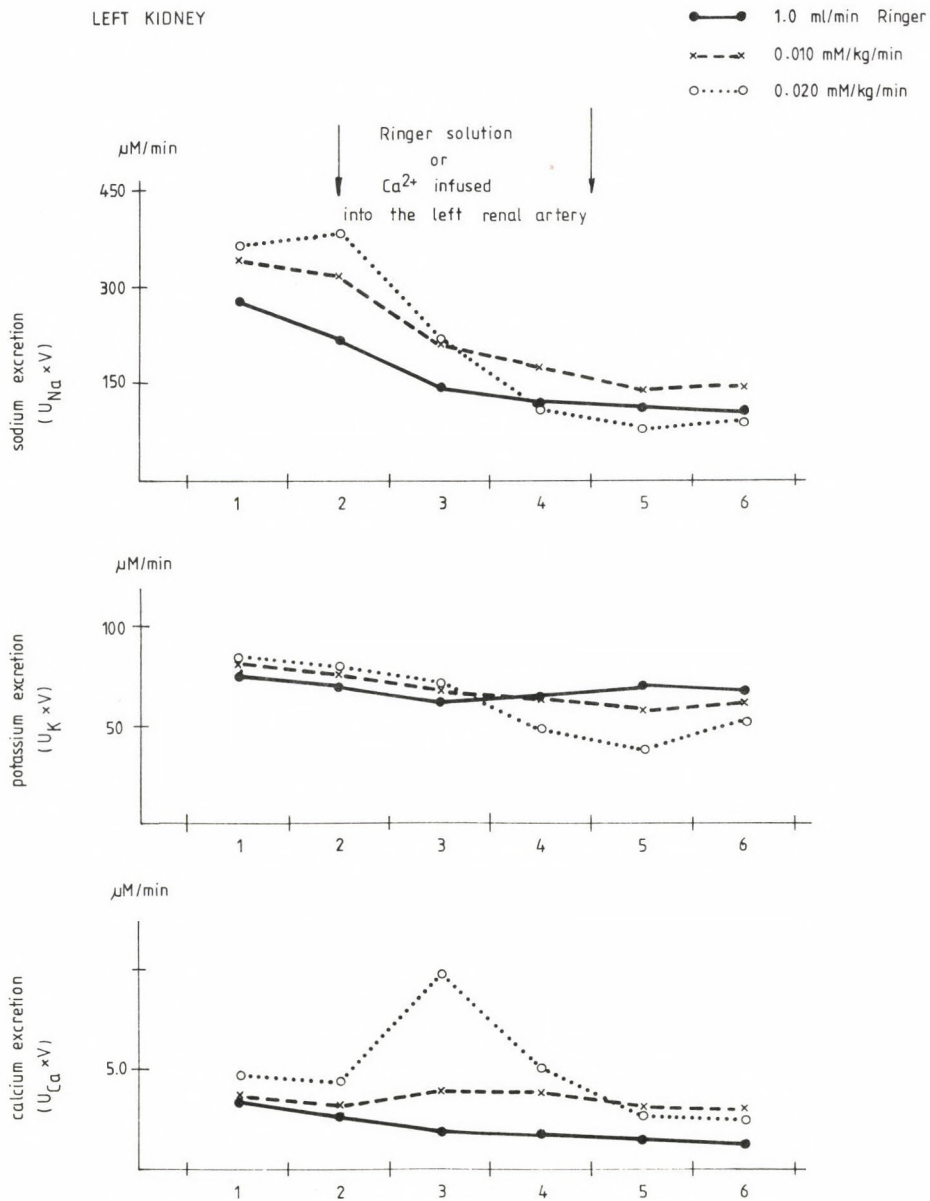 LEFT KIDNEY
1.0 ml/min Ringer
0.010 mM/kg/min
0.020 mM/kg/min
Ringer solution
or
Ca2+ infused
into the left renal artery
µM/min
450
300
150
sodium excretion
(UNa × V)
1 2 3 4 5 6
µM/min
100
50
potassium excretion
(UK × V)
1 2 3 4 5 6
µM/min
5.0
calcium excretion
(UCa × V)
1 2 3 4 5 6